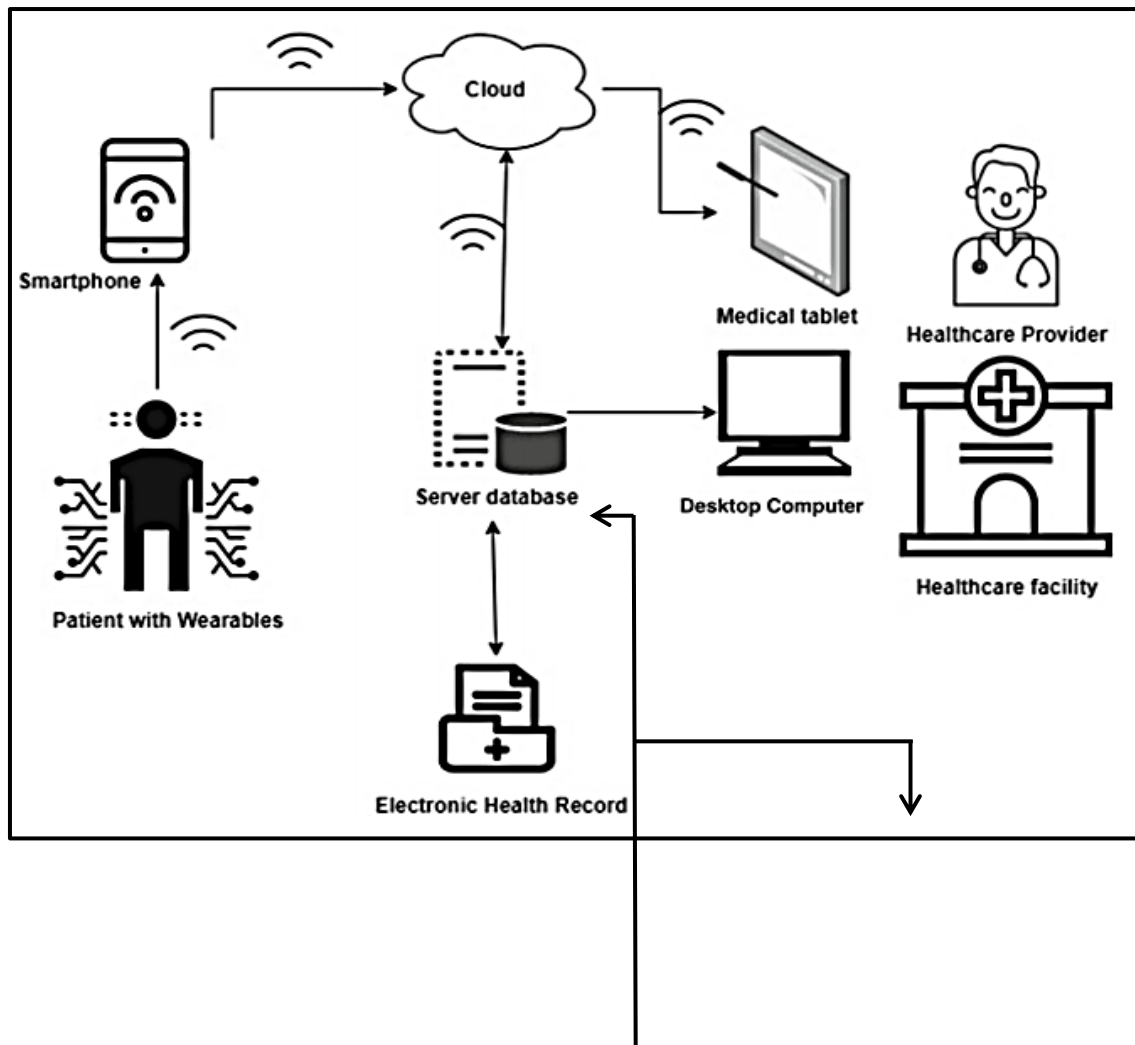 Cloud
Smartphone
Medical tablet
Healthcare Provider
Server database
Desktop Computer
Healthcare facility
Patient with Wearables
Electronic Health Record